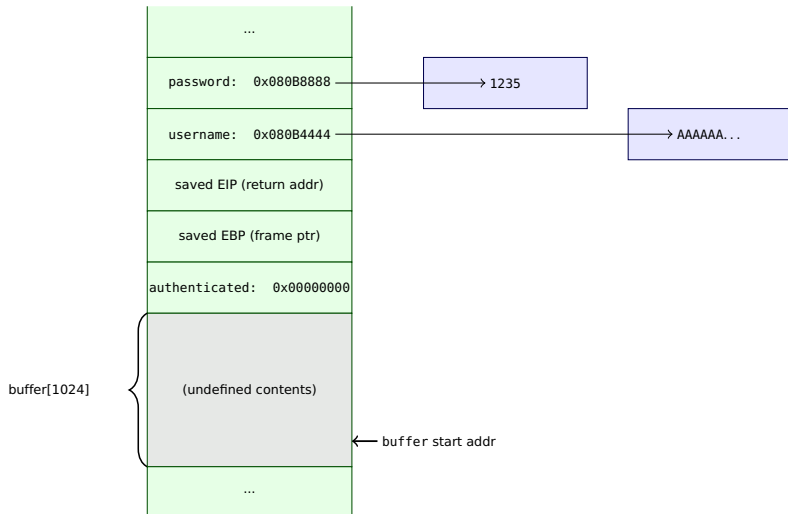 ...
password: 0x080B8888
1235
username: 0x080B4444
AAAAAA...
saved EIP (return addr)
saved EBP (frame ptr)
authenticated: 0x00000000
buffer[1024]
(undefined contents)
buffer start addr
...